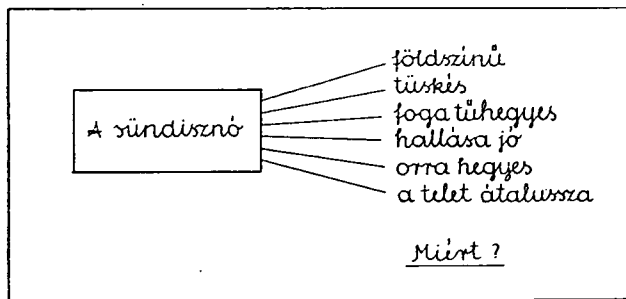 A sündisznó
földszínű
tüskés
foga tűhegyes
hallása jó
orra hegyes
a telet átalussza
Miért?